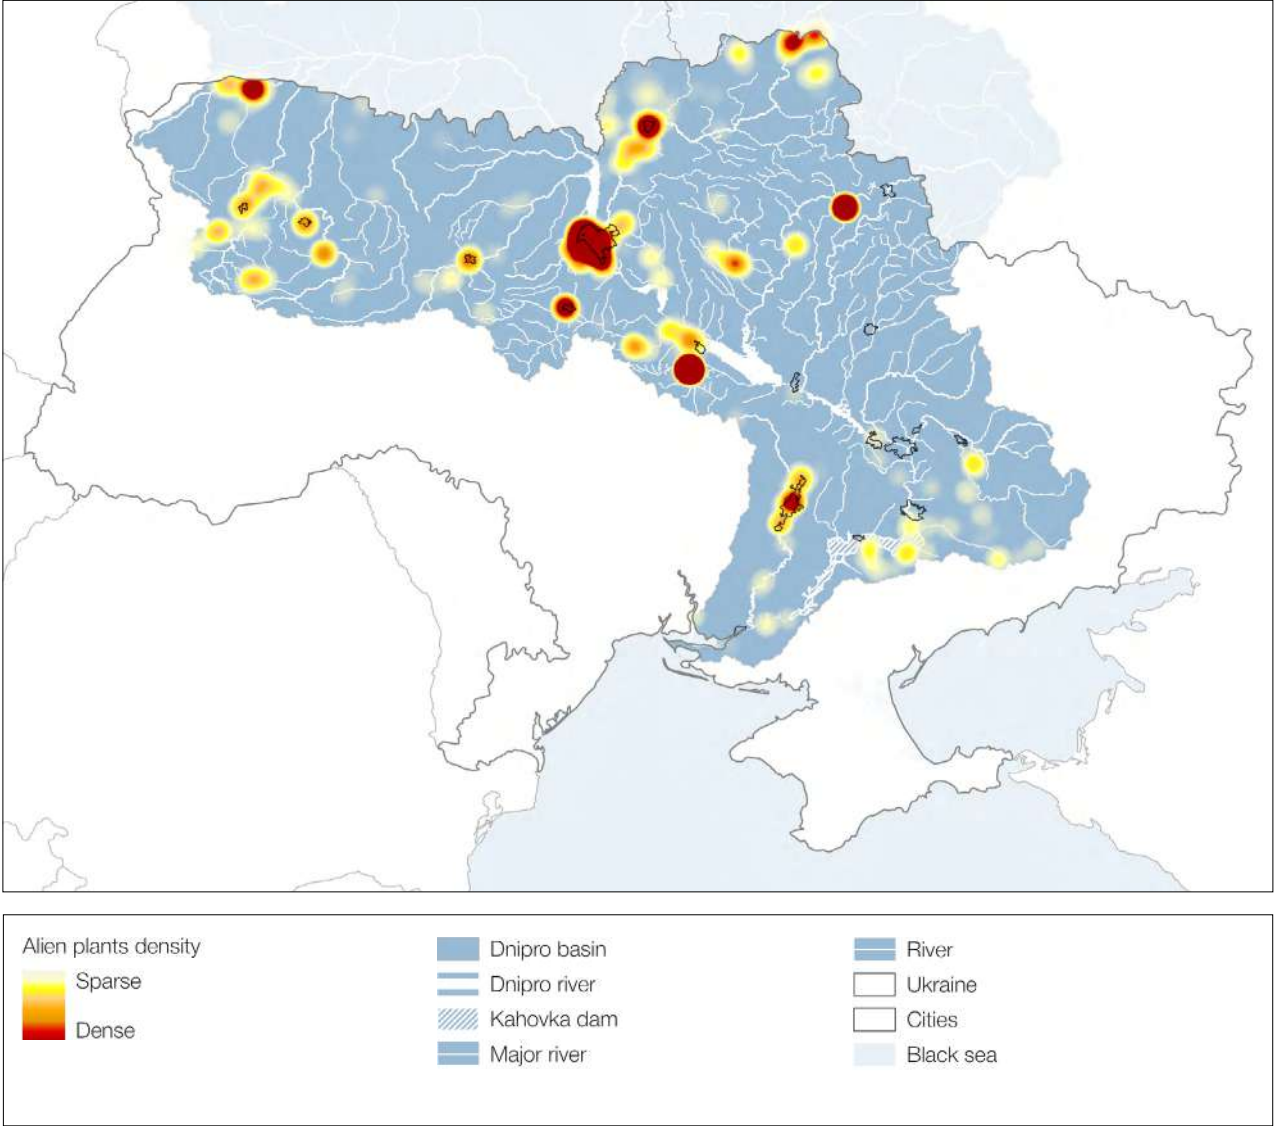 Alien plants density
Sparse
Dense
Dnipro basin
Dnipro river
Kahovka dam
Major river
River
Ukraine
Cities
Black sea